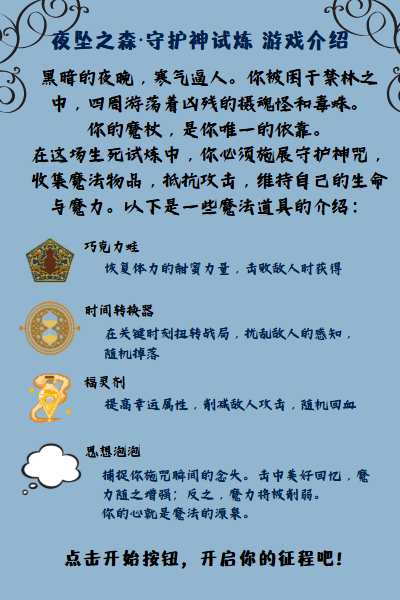 夜坠之森·守护神试炼 游戏介绍
黑暗的夜晚，寒气逼人。你被困于禁林之
中，四周游荡着凶残的摄魂怪和毒蛛。
你的魔杖，是你唯一的依靠。
在这场生死试炼中，你必须施展守护神咒，
收集魔法物品，抵抗攻击，维持自己的生命
与魔力。以下是一些魔法道具的介绍：
巧克力蛙
恢复体力的甜蜜力量，击败敌人时获得
时间转换器
在关键时刻扭转战局，扰乱敌人的感知，
随机掉落
福灵剂
提高幸运属性，削减敌人攻击，随机回血
思想泡泡
捕捉你施咒瞬间的念头。击中美好回忆，魔
力随之增强；反之，魔力将被削弱。
你的心就是魔法的源泉。
点击开始按钮，开启你的征程吧！